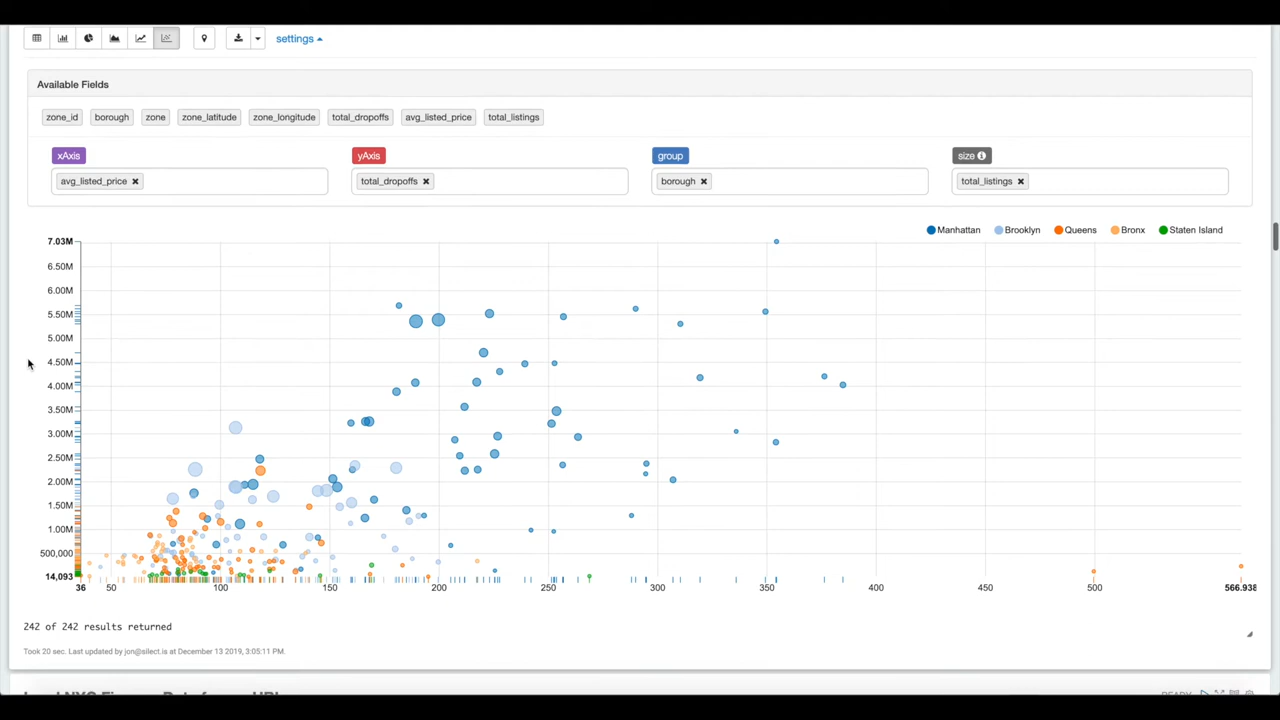 settings
Available Fields
zone_id borough zone zone_latitude zone_longitude total_dropoffs avg_listed_price total_listings
xAxis yAxis group size
avg_listed_price × total_dropoffs × borough × total_listings ×
Manhattan Brooklyn Queens Bronx Staten Island
7.03M
6.50M
6.00M
5.50M
5.00M
4.50M
4.00M
3.50M
3.00M
2.50M
2.00M
1.50M
1.00M
500,000
14,093
36 50 100 150 200 250 300 350 400 450 500 566.938
242 of 242 results returned
Took 20 sec. Last updated by jon@silect.is at December 13 2019, 3:05:11 PM.
READY